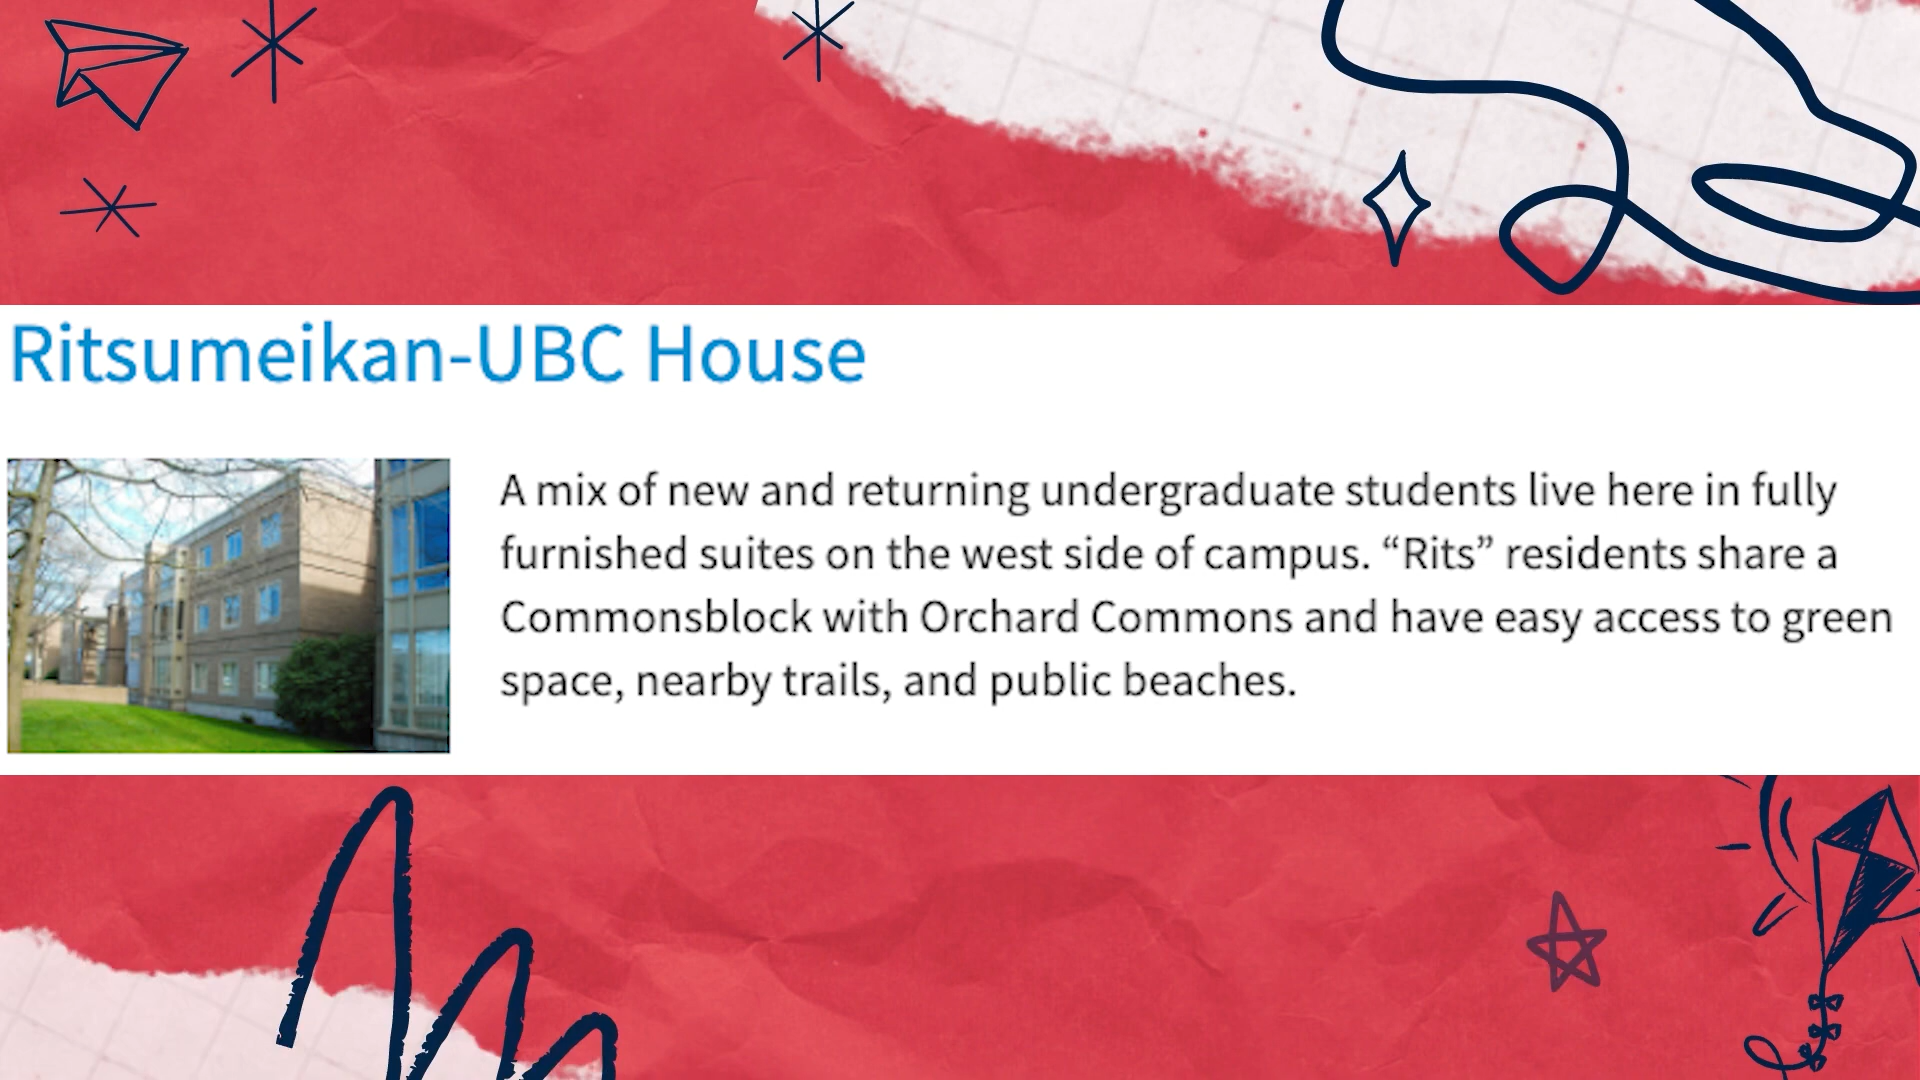 Ritsumeikan-UBC House
A mix of new and returning undergraduate students live here in fully
furnished suites on the west side of campus. “Rits” residents share a
Commonsblock with Orchard Commons and have easy access to green
space, nearby trails, and public beaches.